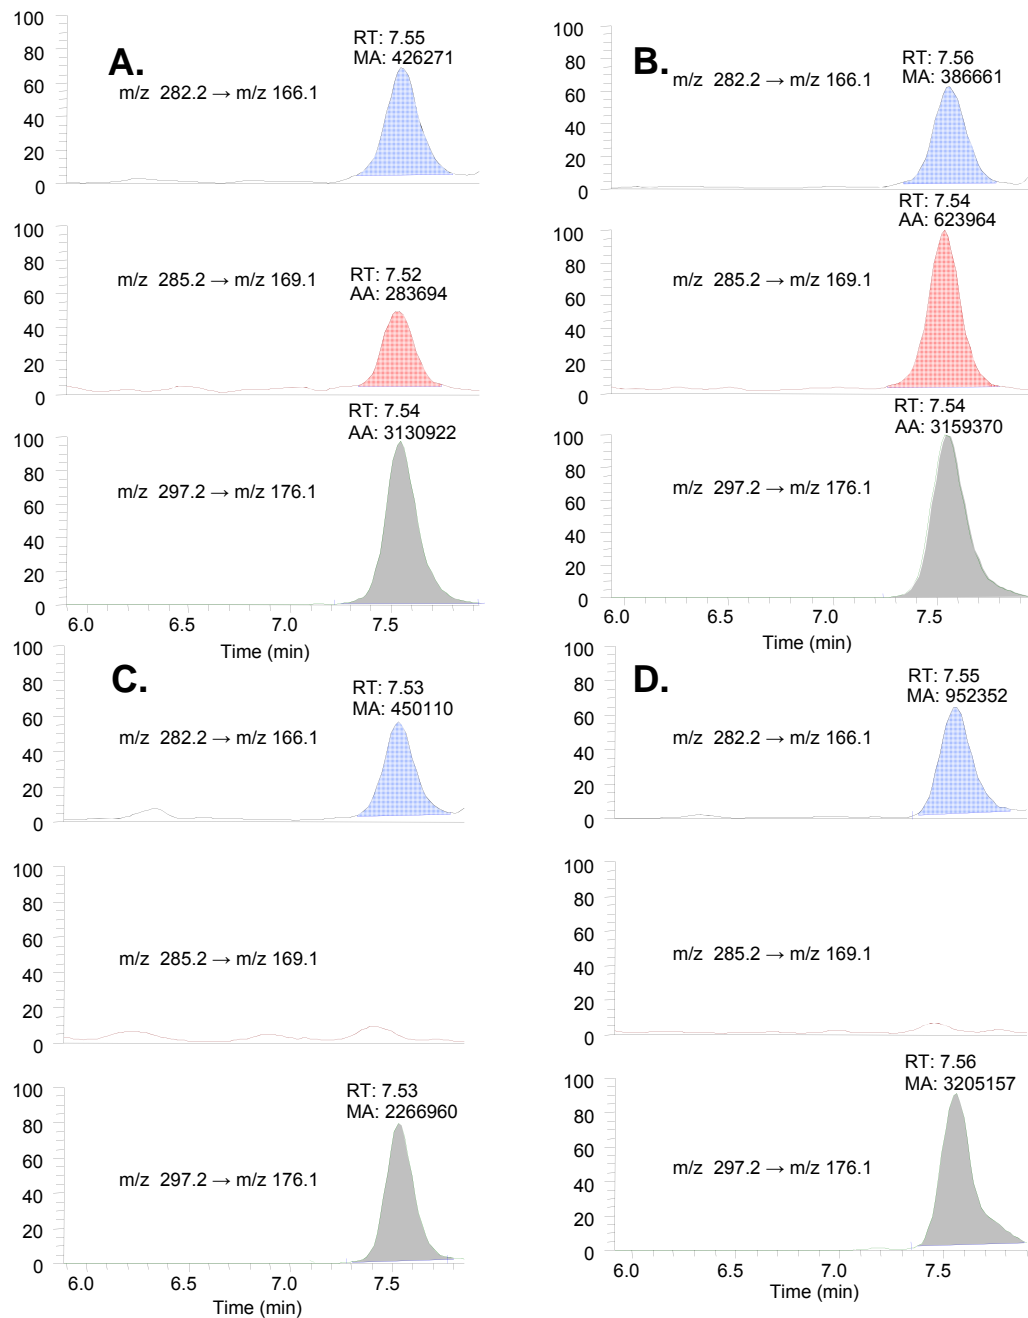 A.
RT: 7.55
MA: 426271
m/z 282.2 → m/z 166.1
100
80
60
40
20
0
RT: 7.52
AA: 283694
m/z 285.2 → m/z 169.1
100
80
60
40
20
0
RT: 7.54
AA: 3130922
m/z 297.2 → m/z 176.1
100
80
60
40
20
0
6.0 6.5 7.0 7.5
Time (min)
B.
RT: 7.56
MA: 386661
m/z 282.2 → m/z 166.1
100
80
60
40
20
0
RT: 7.54
AA: 623964
m/z 285.2 → m/z 169.1
100
80
60
40
20
0
RT: 7.54
AA: 3159370
m/z 297.2 → m/z 176.1
100
80
60
40
20
0
6.0 6.5 7.0 7.5
Time (min)
C.
RT: 7.53
MA: 450110
m/z 282.2 → m/z 166.1
100
80
60
40
20
0
m/z 285.2 → m/z 169.1
100
80
60
40
20
0
RT: 7.53
MA: 2266960
m/z 297.2 → m/z 176.1
100
80
60
40
20
0
6.0 6.5 7.0 7.5
Time (min)
D.
RT: 7.55
MA: 952352
m/z 282.2 → m/z 166.1
100
80
60
40
20
0
m/z 285.2 → m/z 169.1
100
80
60
40
20
0
RT: 7.56
MA: 3205157
m/z 297.2 → m/z 176.1
100
80
60
40
20
0
6.0 6.5 7.0 7.5
Time (min)